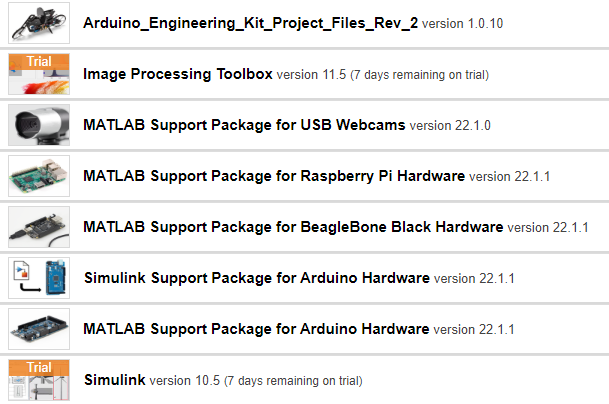 Arduino_Engineering_Kit_Project_Files_Rev_2 version 1.0.10
Trial
Image Processing Toolbox version 11.5 (7 days remaining on trial)
MATLAB Support Package for USB Webcams version 22.1.0
MATLAB Support Package for Raspberry Pi Hardware version 22.1.1
MATLAB Support Package for BeagleBone Black Hardware version 22.1.1
Simulink Support Package for Arduino Hardware version 22.1.1
MATLAB Support Package for Arduino Hardware version 22.1.1
Trial
Simulink version 10.5 (7 days remaining on trial)